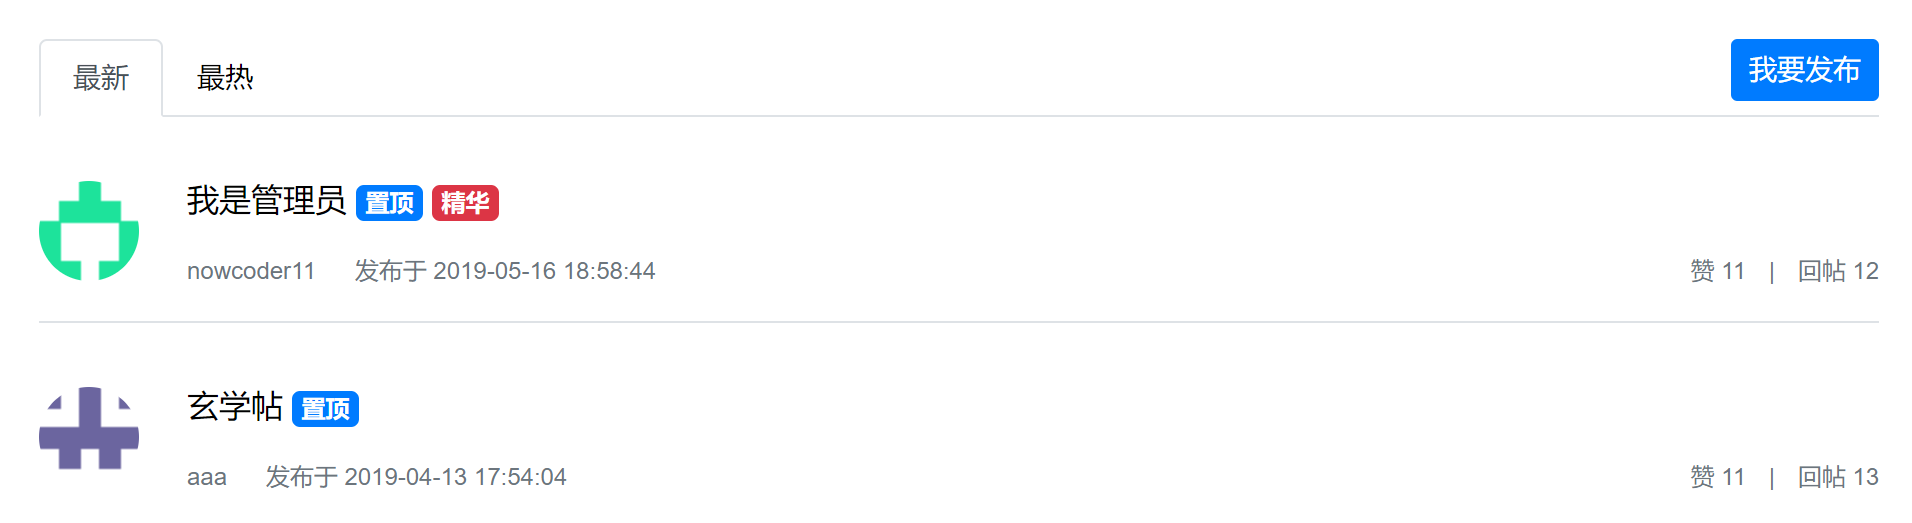 最新 最热 我要发布
我是管理员 置顶 精华
nowcoder11 发布于 2019-05-16 18:58:44 赞 11 | 回帖 12
玄学帖 置顶
aaa 发布于 2019-04-13 17:54:04 赞 11 | 回帖 13